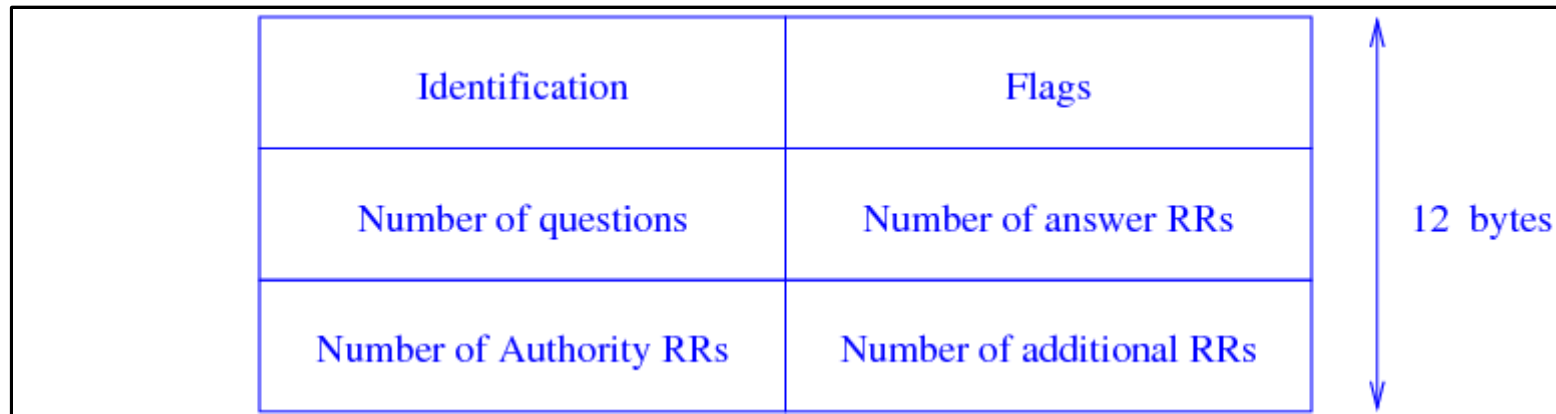 Identification Flags
Number of questions Number of answer RRs
12 bytes
Number of Authority RRs Number of additional RRs